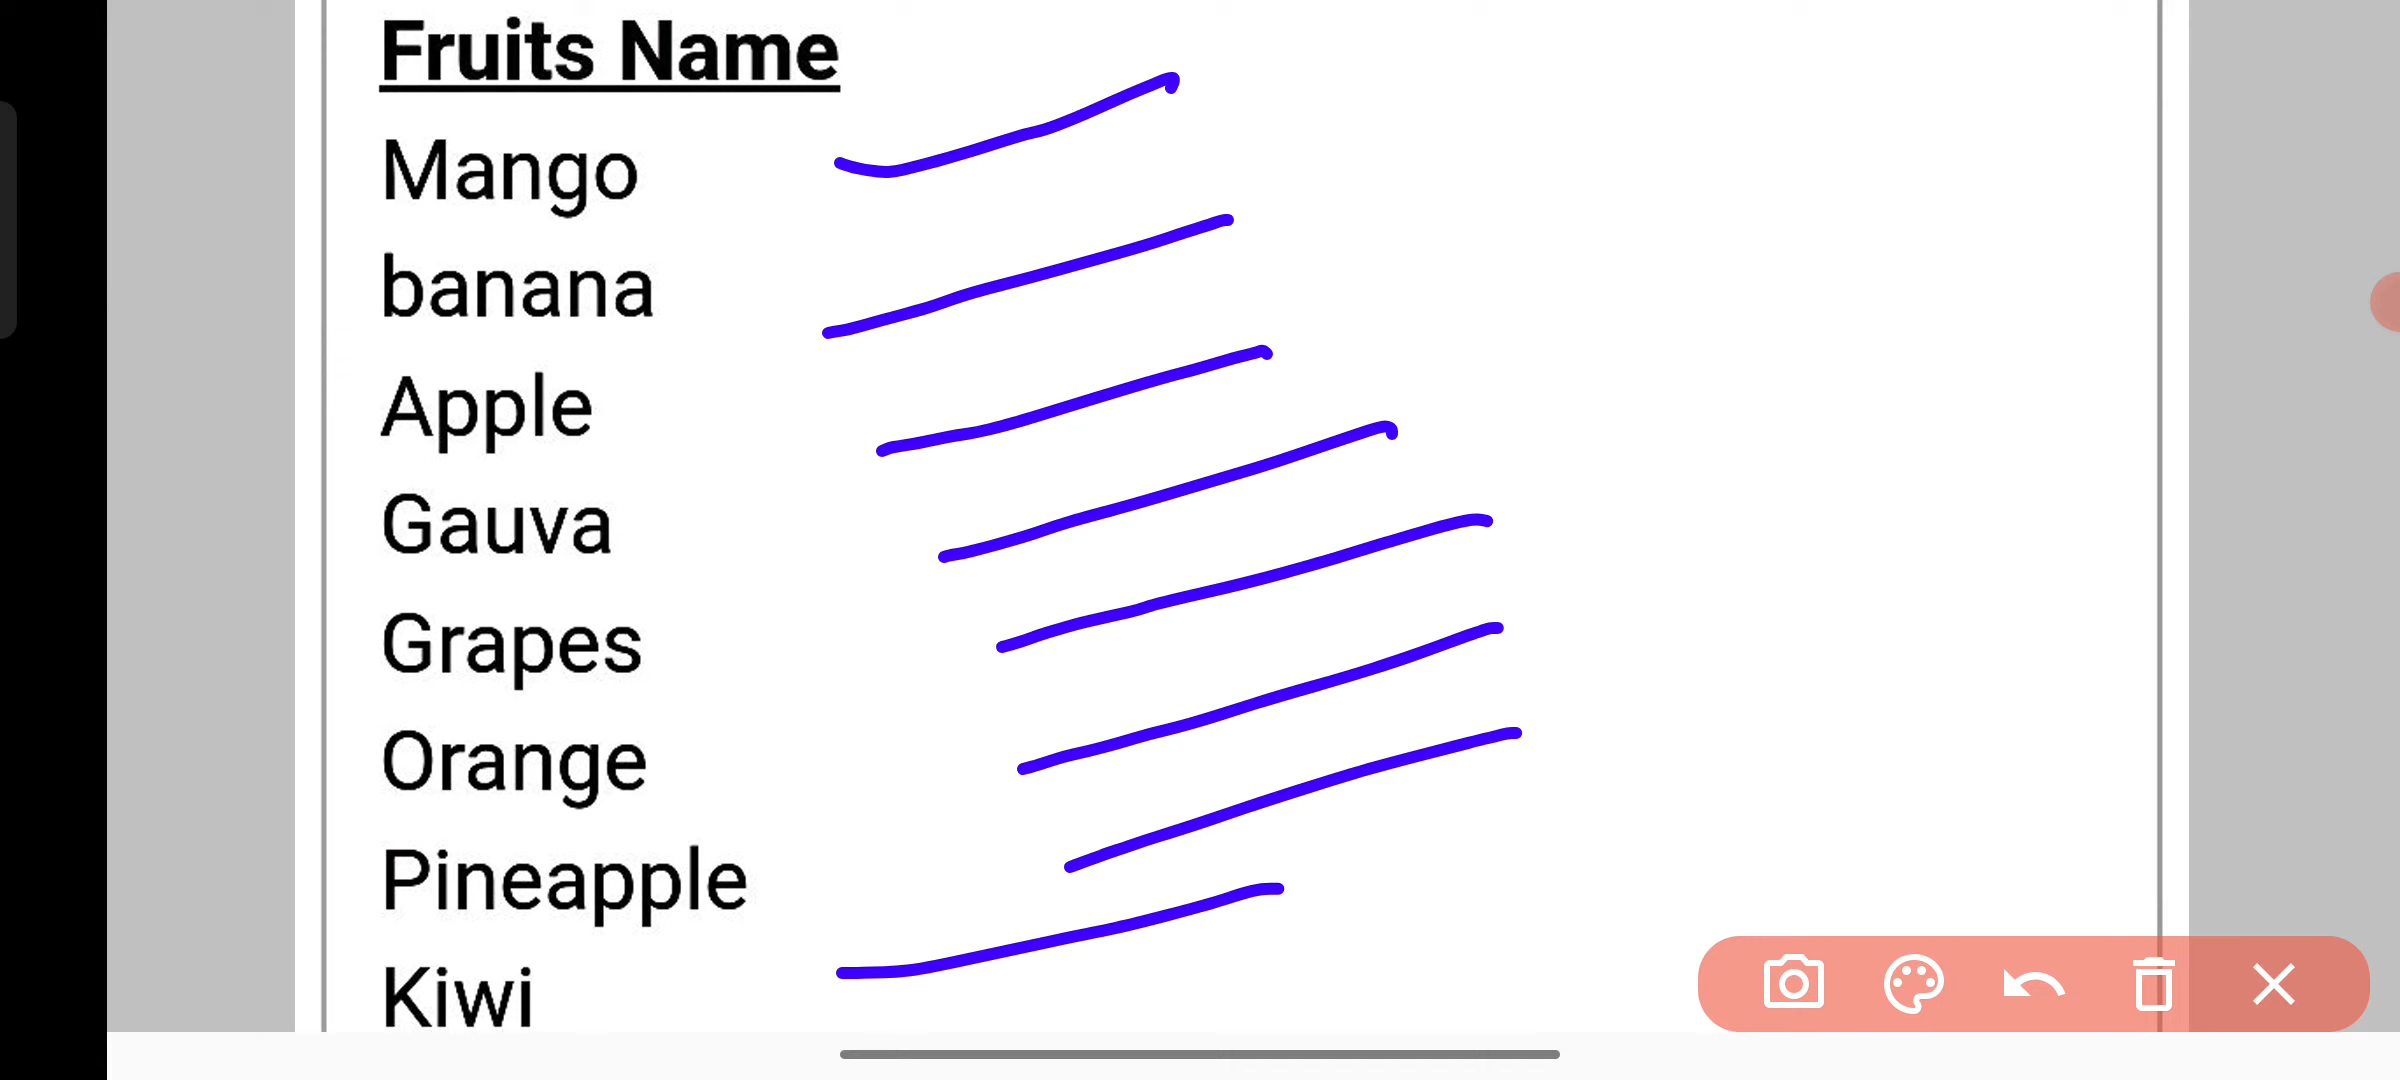 Fruits Name
Mango
banana
Apple
Gauva
Grapes
Orange
Pineapple
Kiwi